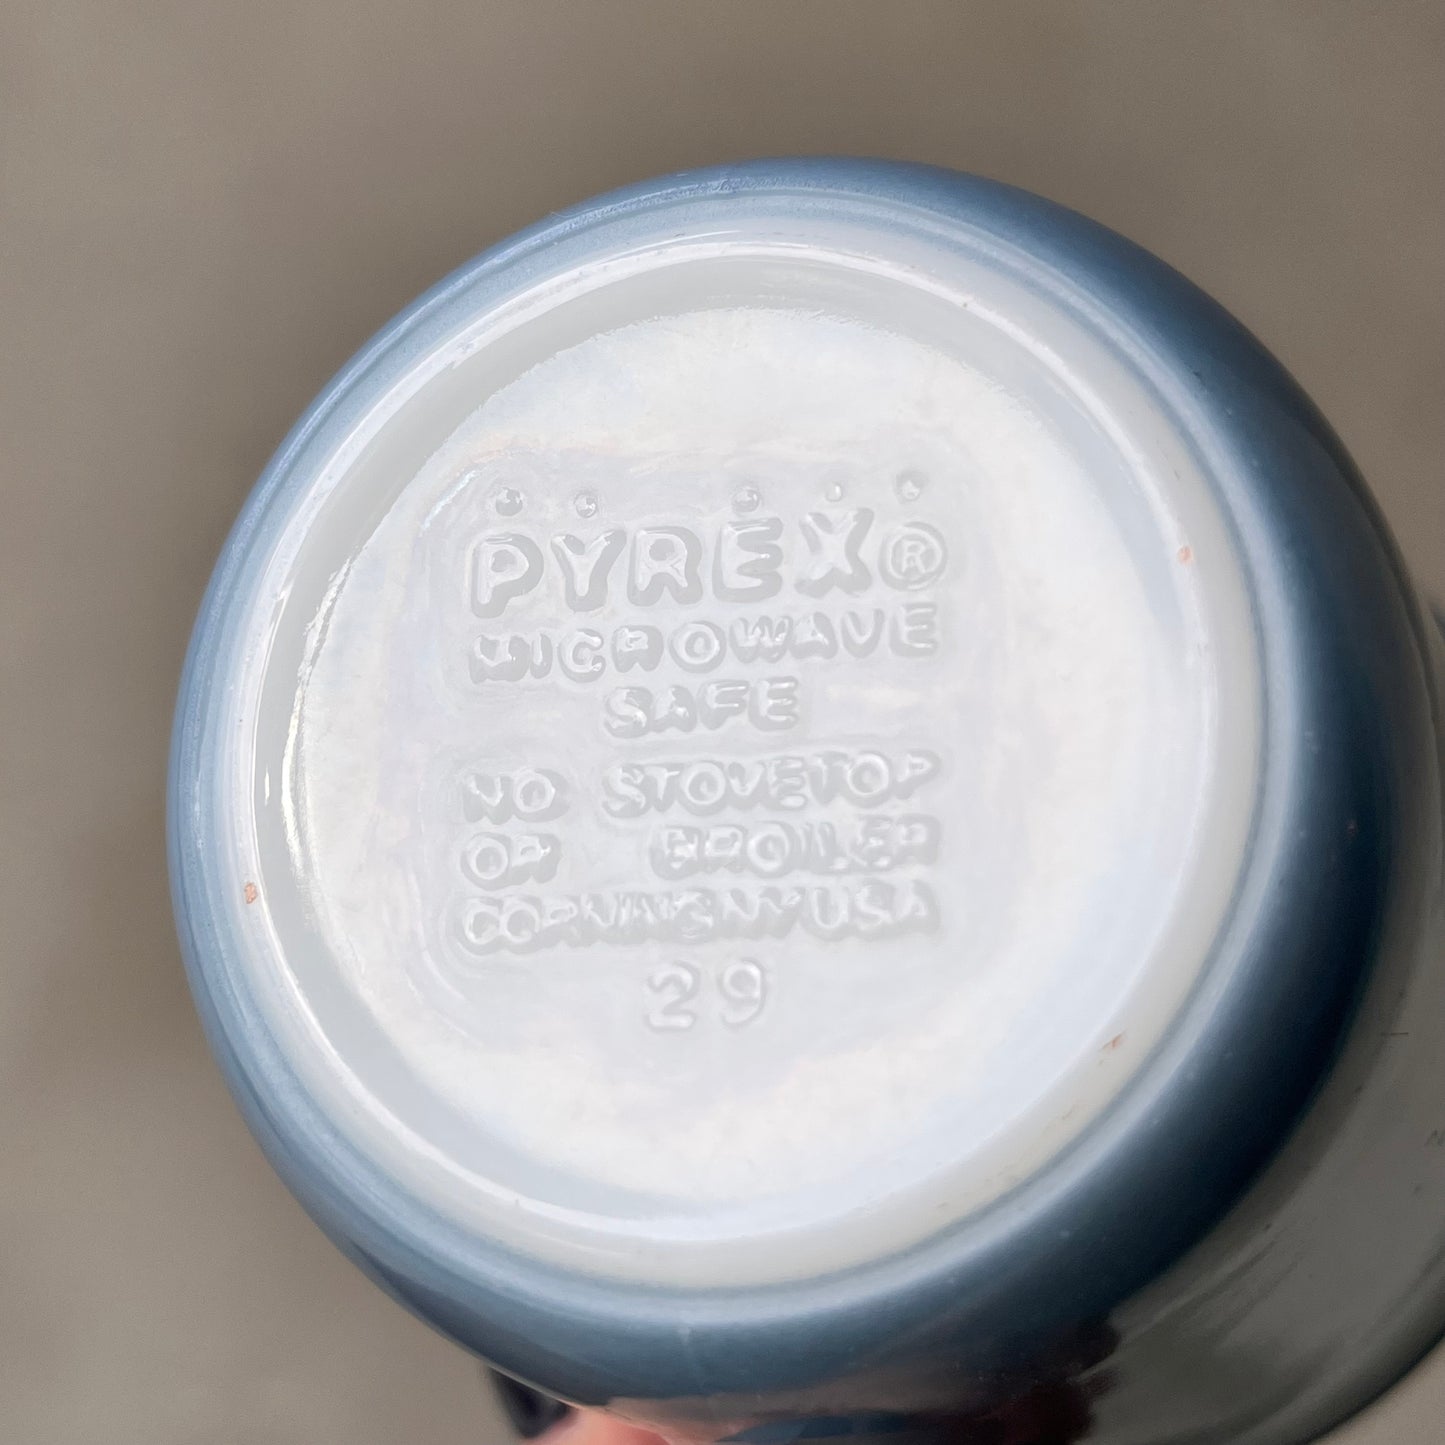 PYREX®
MICROWAVE
SAFE
NO STOVETOP
OR BROILER
CORNING NY USA
29